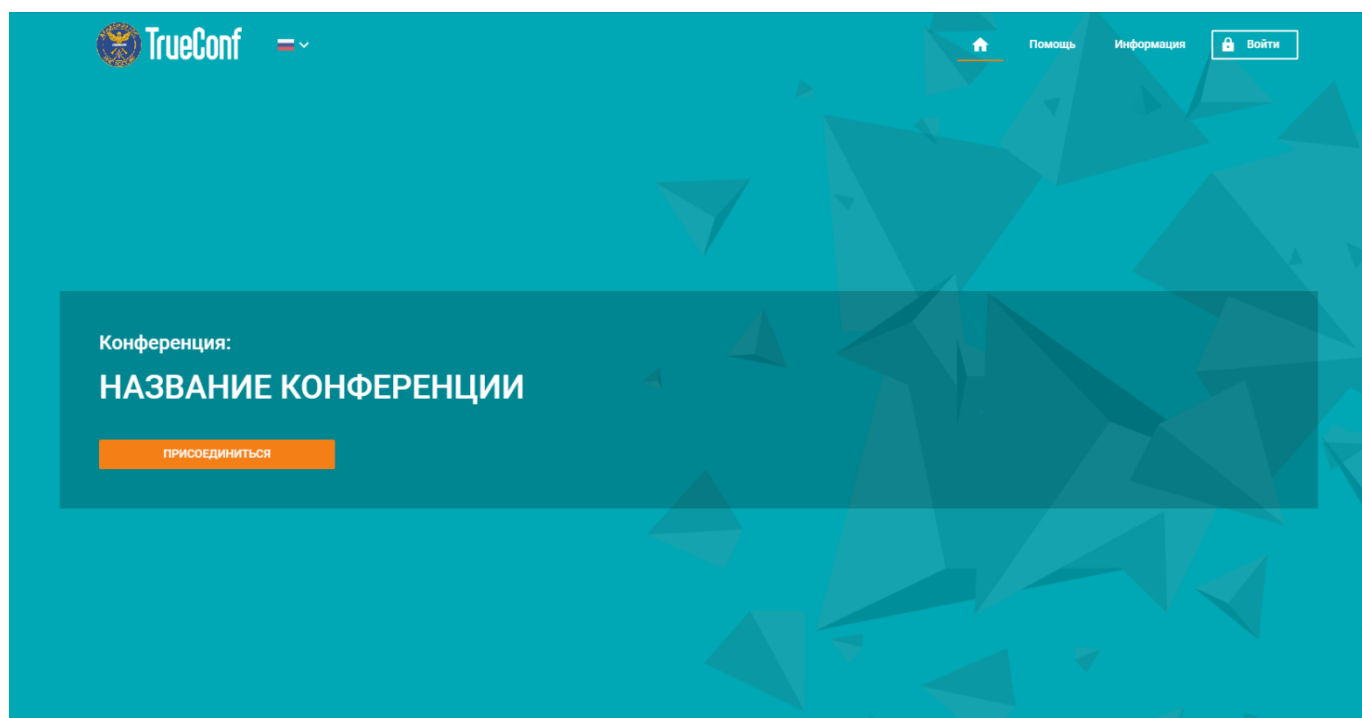 TrueConf
Помощь
Информация
Войти
Конференция:
НАЗВАНИЕ КОНФЕРЕНЦИИ
ПРИСОЕДИНИТЬСЯ